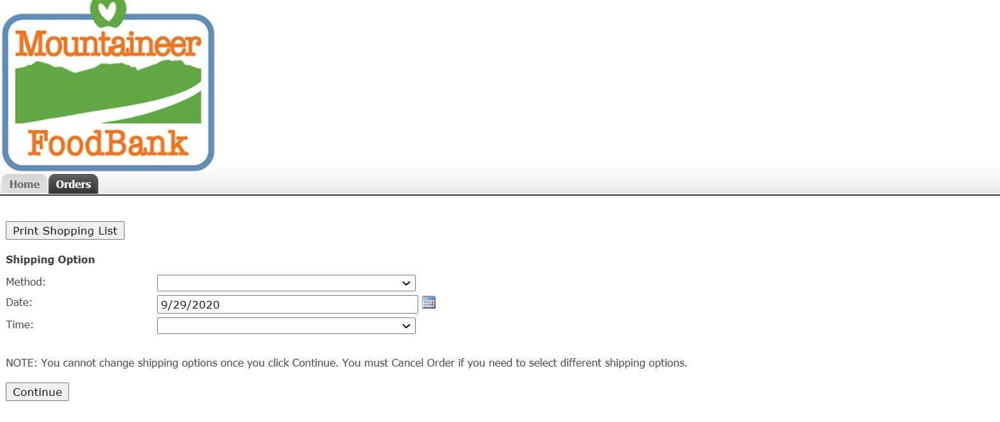 Mountaineer
FoodBank
Home Orders
Print Shopping List
Shipping Option
Method:
Date: 9/29/2020
Time:
NOTE: You cannot change shipping options once you click Continue. You must Cancel Order if you need to select different shipping options.
Continue